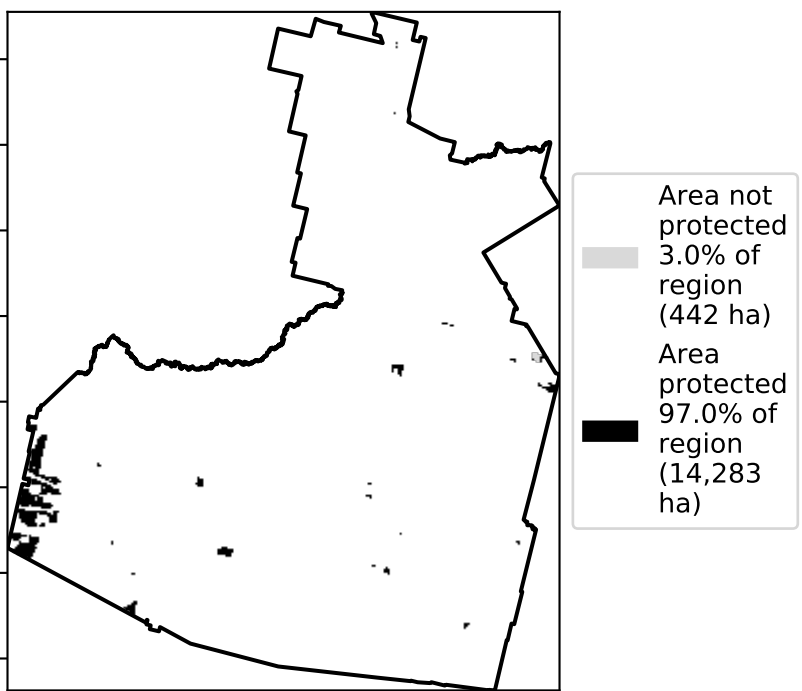 Area not
protected
3.0% of
region
(442 ha)
Area
protected
97.0% of
region
(14,283
ha)